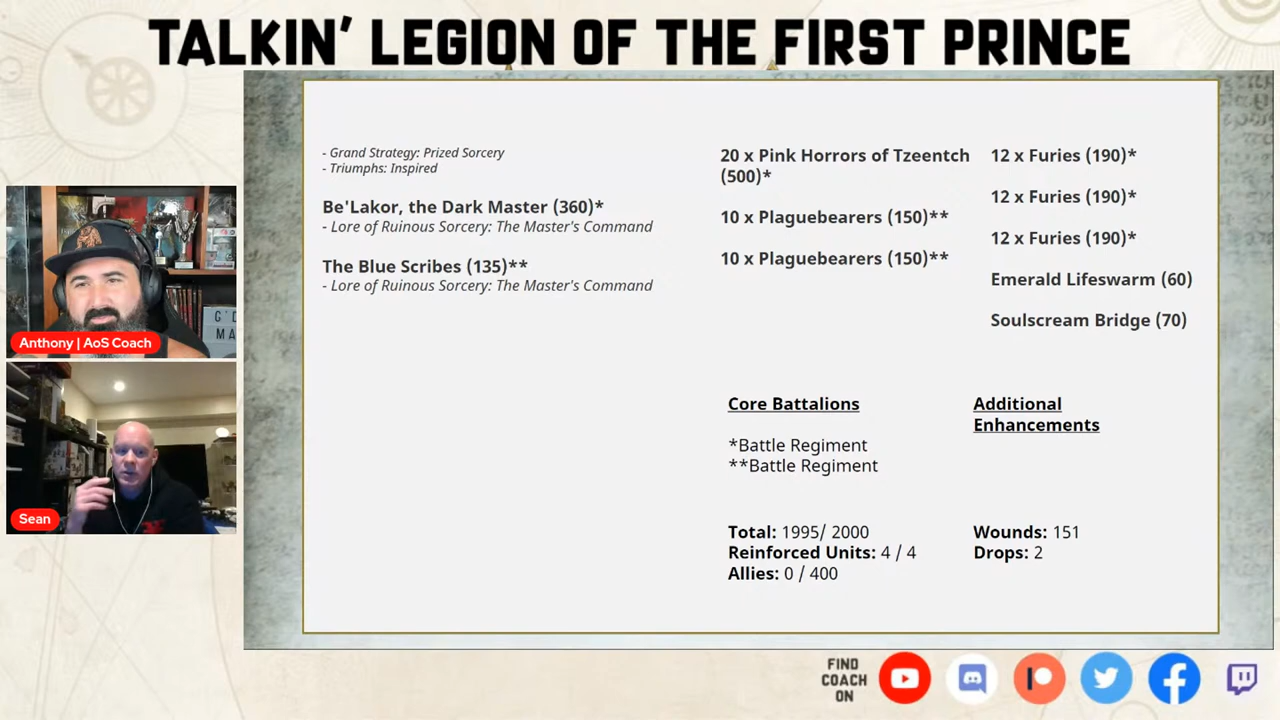 TALKIN' LEGION OF THE FIRST PRINCE
- Grand Strategy: Prized Sorcery
- Triumphs: Inspired
Be'Lakor, the Dark Master (360)*
- Lore of Ruinous Sorcery: The Master's Command
The Blue Scribes (135)**
- Lore of Ruinous Sorcery: The Master's Command
20 x Pink Horrors of Tzeentch
(500)*
10 x Plaguebearers (150)**
10 x Plaguebearers (150)**
12 x Furies (190)*
12 x Furies (190)*
12 x Furies (190)*
Emerald Lifeswarm (60)
Soulscream Bridge (70)
Core Battalions
*Battle Regiment
**Battle Regiment
Additional
Enhancements
Total: 1995/ 2000
Reinforced Units: 4 / 4
Allies: 0 / 400
Wounds: 151
Drops: 2
G'D
MA
Anthony | AoS Coach
Sean
FIND
COACH
ON